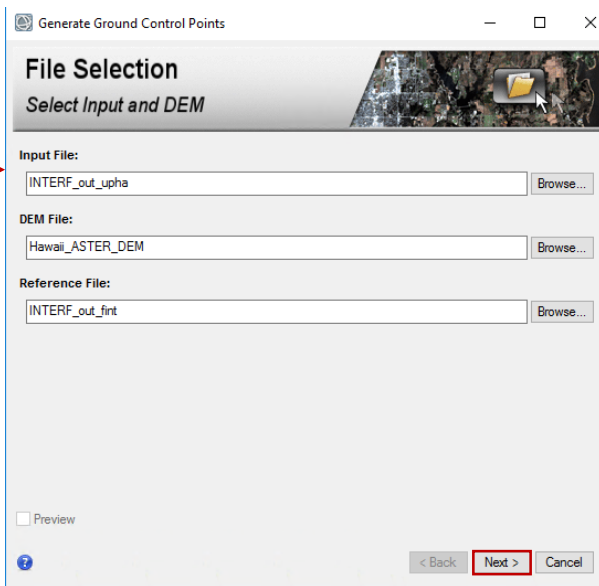 Generate Ground Control Points
File Selection
Select Input and DEM
Input File:
INTERF_out_upha
Browse...
DEM File:
Hawaii_ASTER_DEM
Browse...
Reference File:
INTERF_out_fint
Browse...
Preview
?
< Back
Next >
Cancel